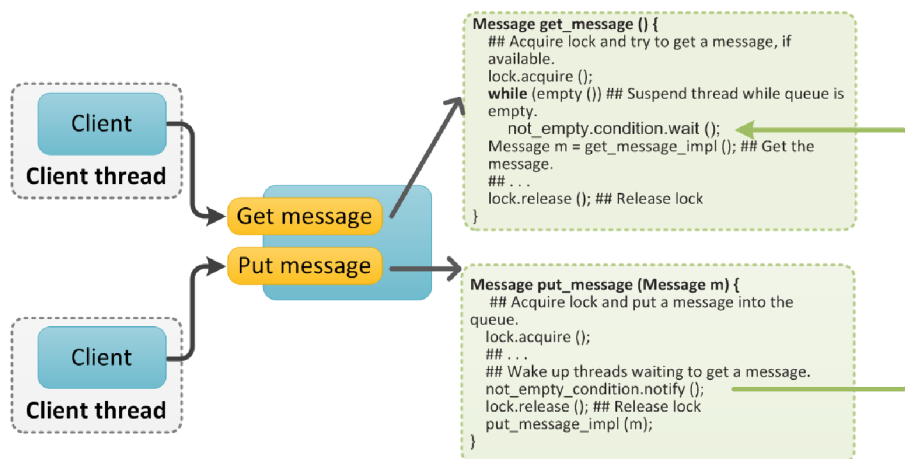 Client
Client thread
Get message
Put message
Client
Client thread
Message get_message () {
## Acquire lock and try to get a message, if
available.
lock.acquire ();
while (empty ()) ## Suspend thread while queue is
empty.
not_empty.condition.wait ();
Message m = get_message_impl (); ## Get the
message.
## . . .
lock.release (); ## Release lock
}
Message put_message (Message m) {
## Acquire lock and put a message into the
queue.
lock.acquire ();
## . . .
## Wake up threads waiting to get a message.
not_empty_condition.notify ();
lock.release (); ## Release lock
put_message_impl (m);
}